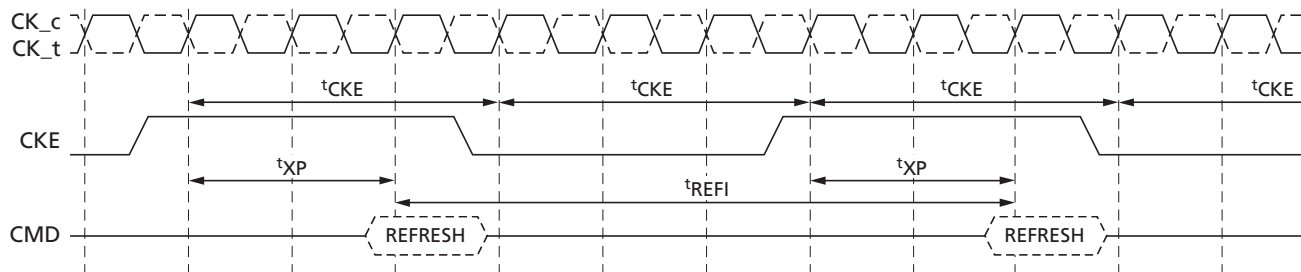 CK_c
CK_t
tCKE tCKE tCKE tCKE
CKE
tXP tXP
tREFI
CMD REFRESH REFRESH